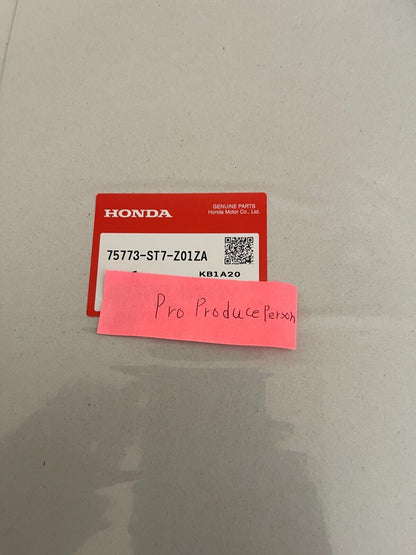 HONDA
GENUINE PARTS
Honda Motor Co., Ltd.
75773-ST7-Z01ZA
KB1A20
Pro Produce Person